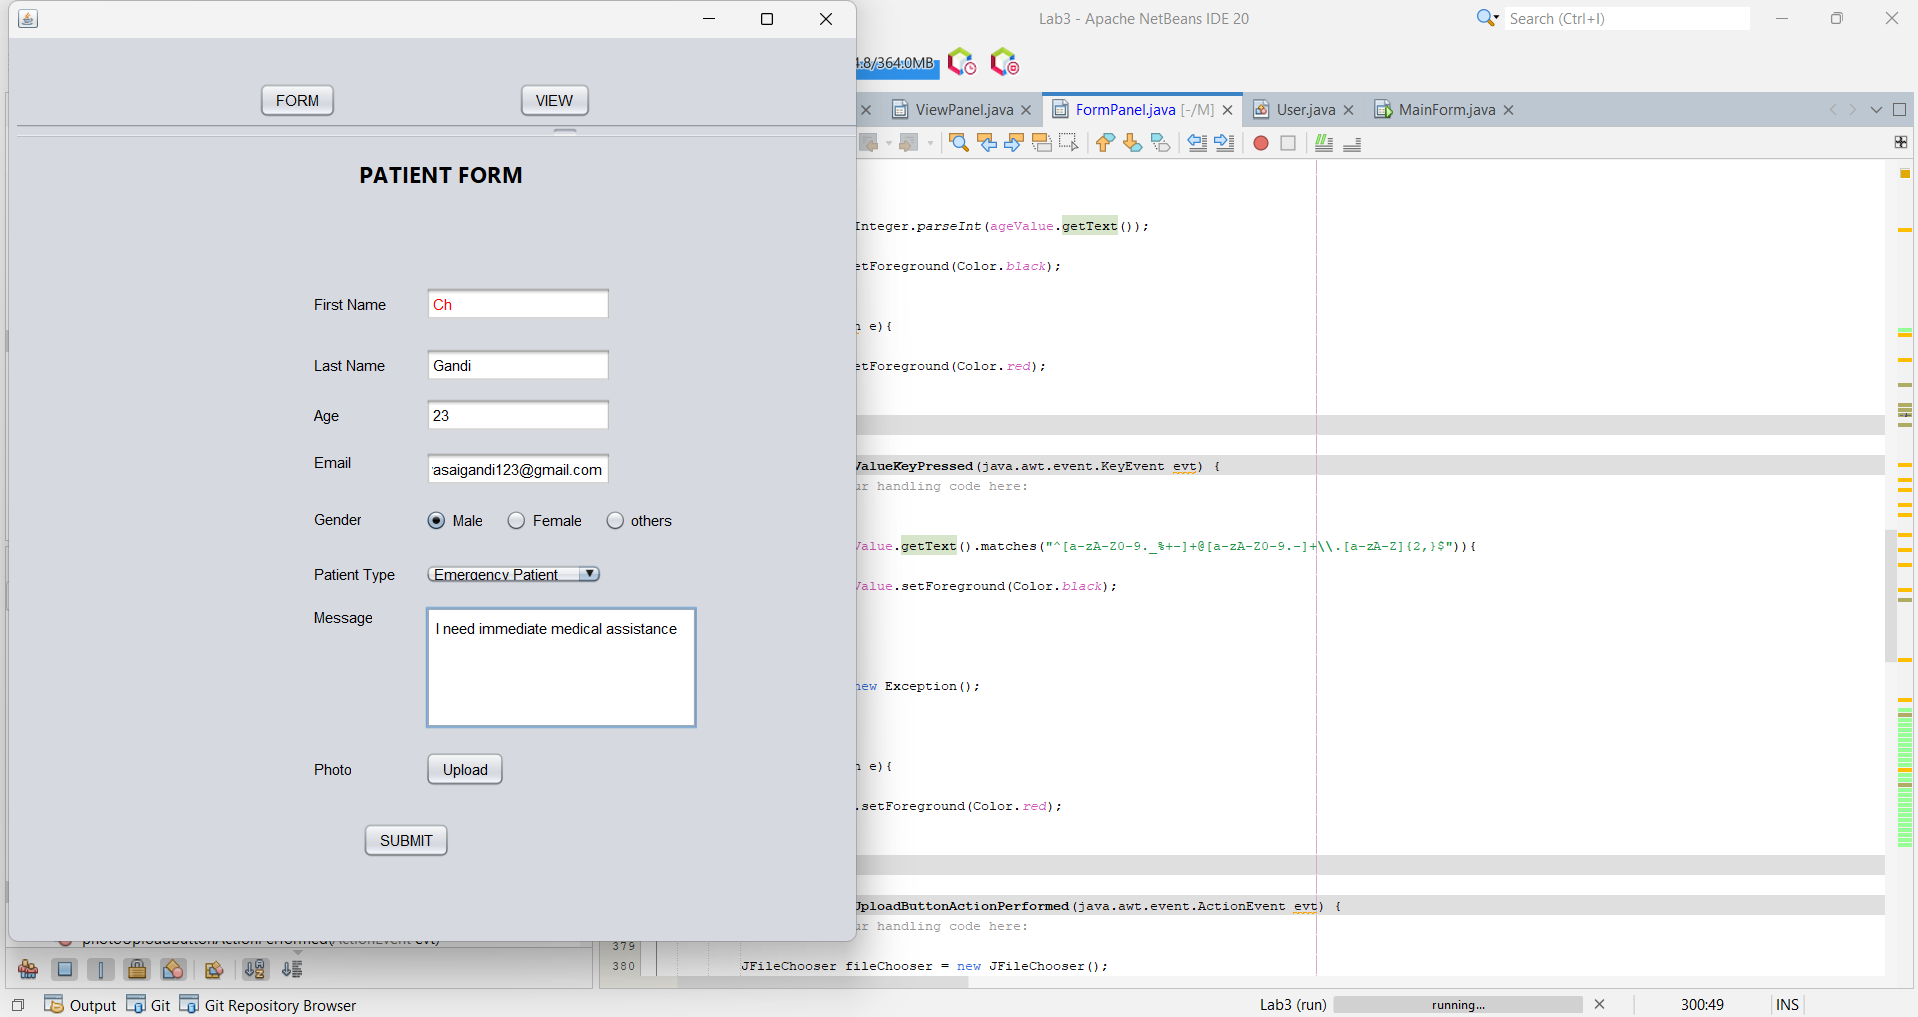 Lab3 - Apache NetBeans IDE 20
Search (Ctrl+I)
FORM
VIEW
4.8/364.0MB
ViewPanel.java
FormPanel.java [-/M]
User.java
MainForm.java
PATIENT FORM
First Name
Ch
Last Name
Gandi
Age
23
Email
asaigandi123@gmail.com
Gender
Male
Female
others
Patient Type
Emergency Patient
Message
I need immediate medical assistance
Photo
Upload
SUBMIT
Integer.parseInt(ageValue.getText());
etForeground(Color.black);
n e){
etForeground(Color.red);
ValueKeyPressed(java.awt.event.KeyEvent evt) {
ur handling code here:
Value.getText().matches("^[a-zA-Z0-9._%+-]+@[a-zA-Z0-9.-]+\\.[a-zA-Z]{2,}$")){
Value.setForeground(Color.black);
new Exception();
n e){
.setForeground(Color.red);
UploadButtonActionPerformed(java.awt.event.ActionEvent evt) {
ur handling code here:
379
380 JFileChooser fileChooser = new JFileChooser();
photoUploadButtonActionPerformed(ActionEvent evt)
Output
Git
Git Repository Browser
Lab3 (run)
running...
300:49
INS